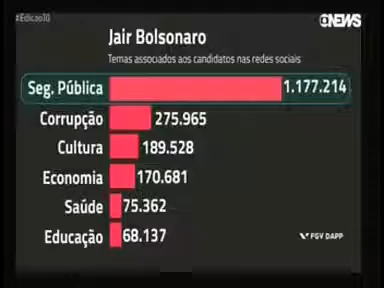 #Edicao10
GNEWS
Jair Bolsonaro
Temas associados aos candidatos nas redes sociais
Seg. Pública 1.177.214
Corrupção 275.965
Cultura 189.528
Economia 170.681
Saúde 75.362
Educação 68.137
FGV DAPP